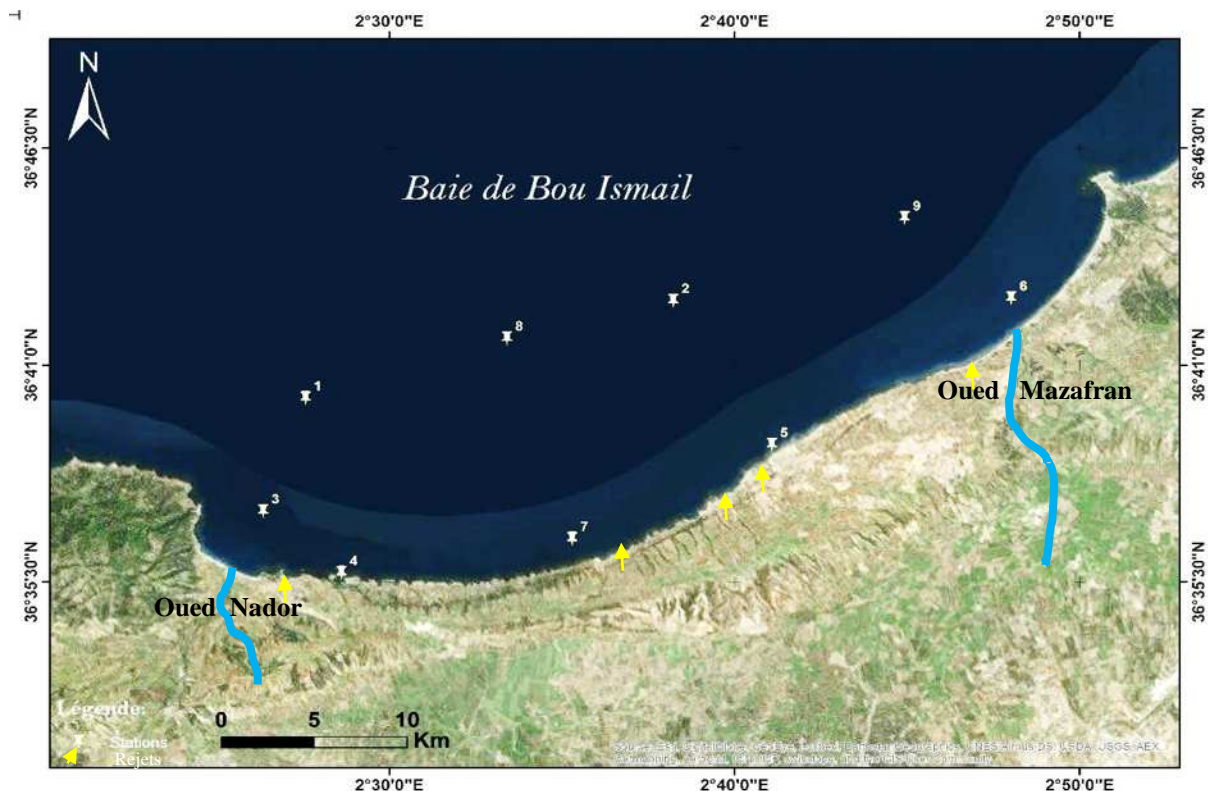 2°30'0"E 2°40'0"E 2°50'0"E
N
36°46'30"N 36°46'30"N
Baie de Bou Ismail
9
6
2
8
36°41'0"N 36°41'0"N
1
Oued Mazafran
5
3
7
4
36°35'30"N 36°35'30"N
Oued Nador
Légende:
0 5 10
Km
Stations
Rejets
2°30'0"E 2°40'0"E 2°50'0"E